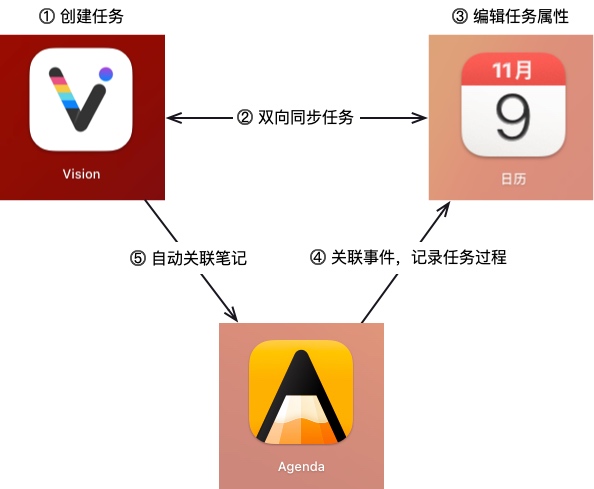 ① 创建任务
③ 编辑任务属性
11月
9
② 双向同步任务
Vision
日历
⑤ 自动关联笔记
④ 关联事件，记录任务过程
Agenda